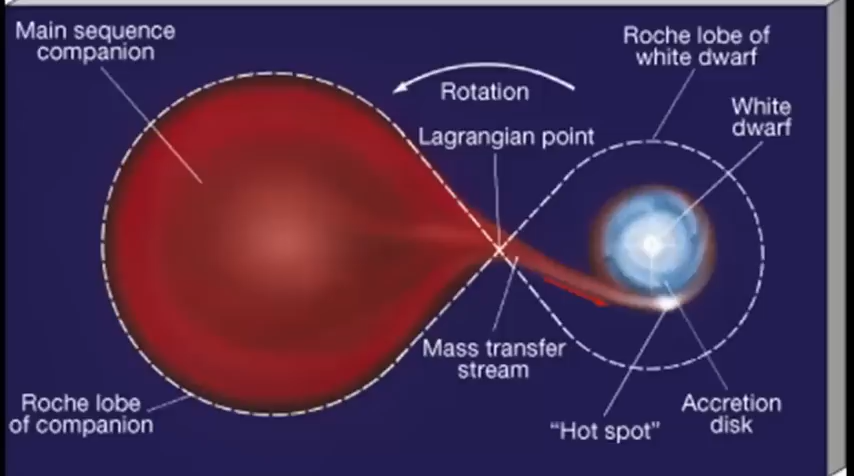 Main sequence
companion
Roche lobe of
white dwarf
Rotation
White
dwarf
Lagrangian point
Mass transfer
stream
Roche lobe
of companion
"Hot spot"
Accretion
disk